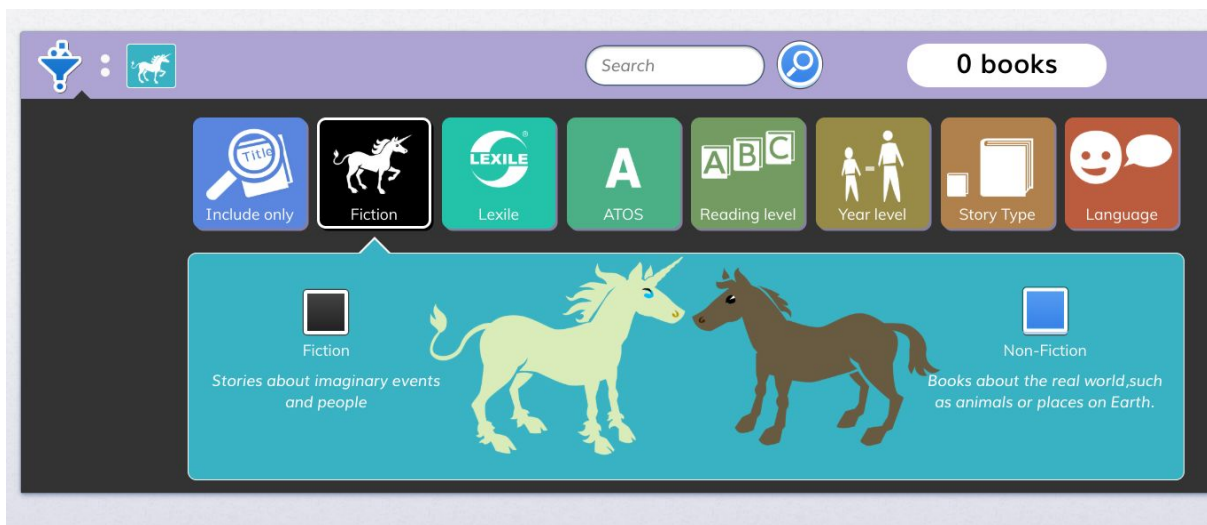 Search
0 books
Title
Include only
Fiction
LEXILE®
Lexile
A
ATOS
A B C
Reading level
Year level
Story Type
Language
Fiction
Stories about imaginary events
and people
Non-Fiction
Books about the real world,such
as animals or places on Earth.